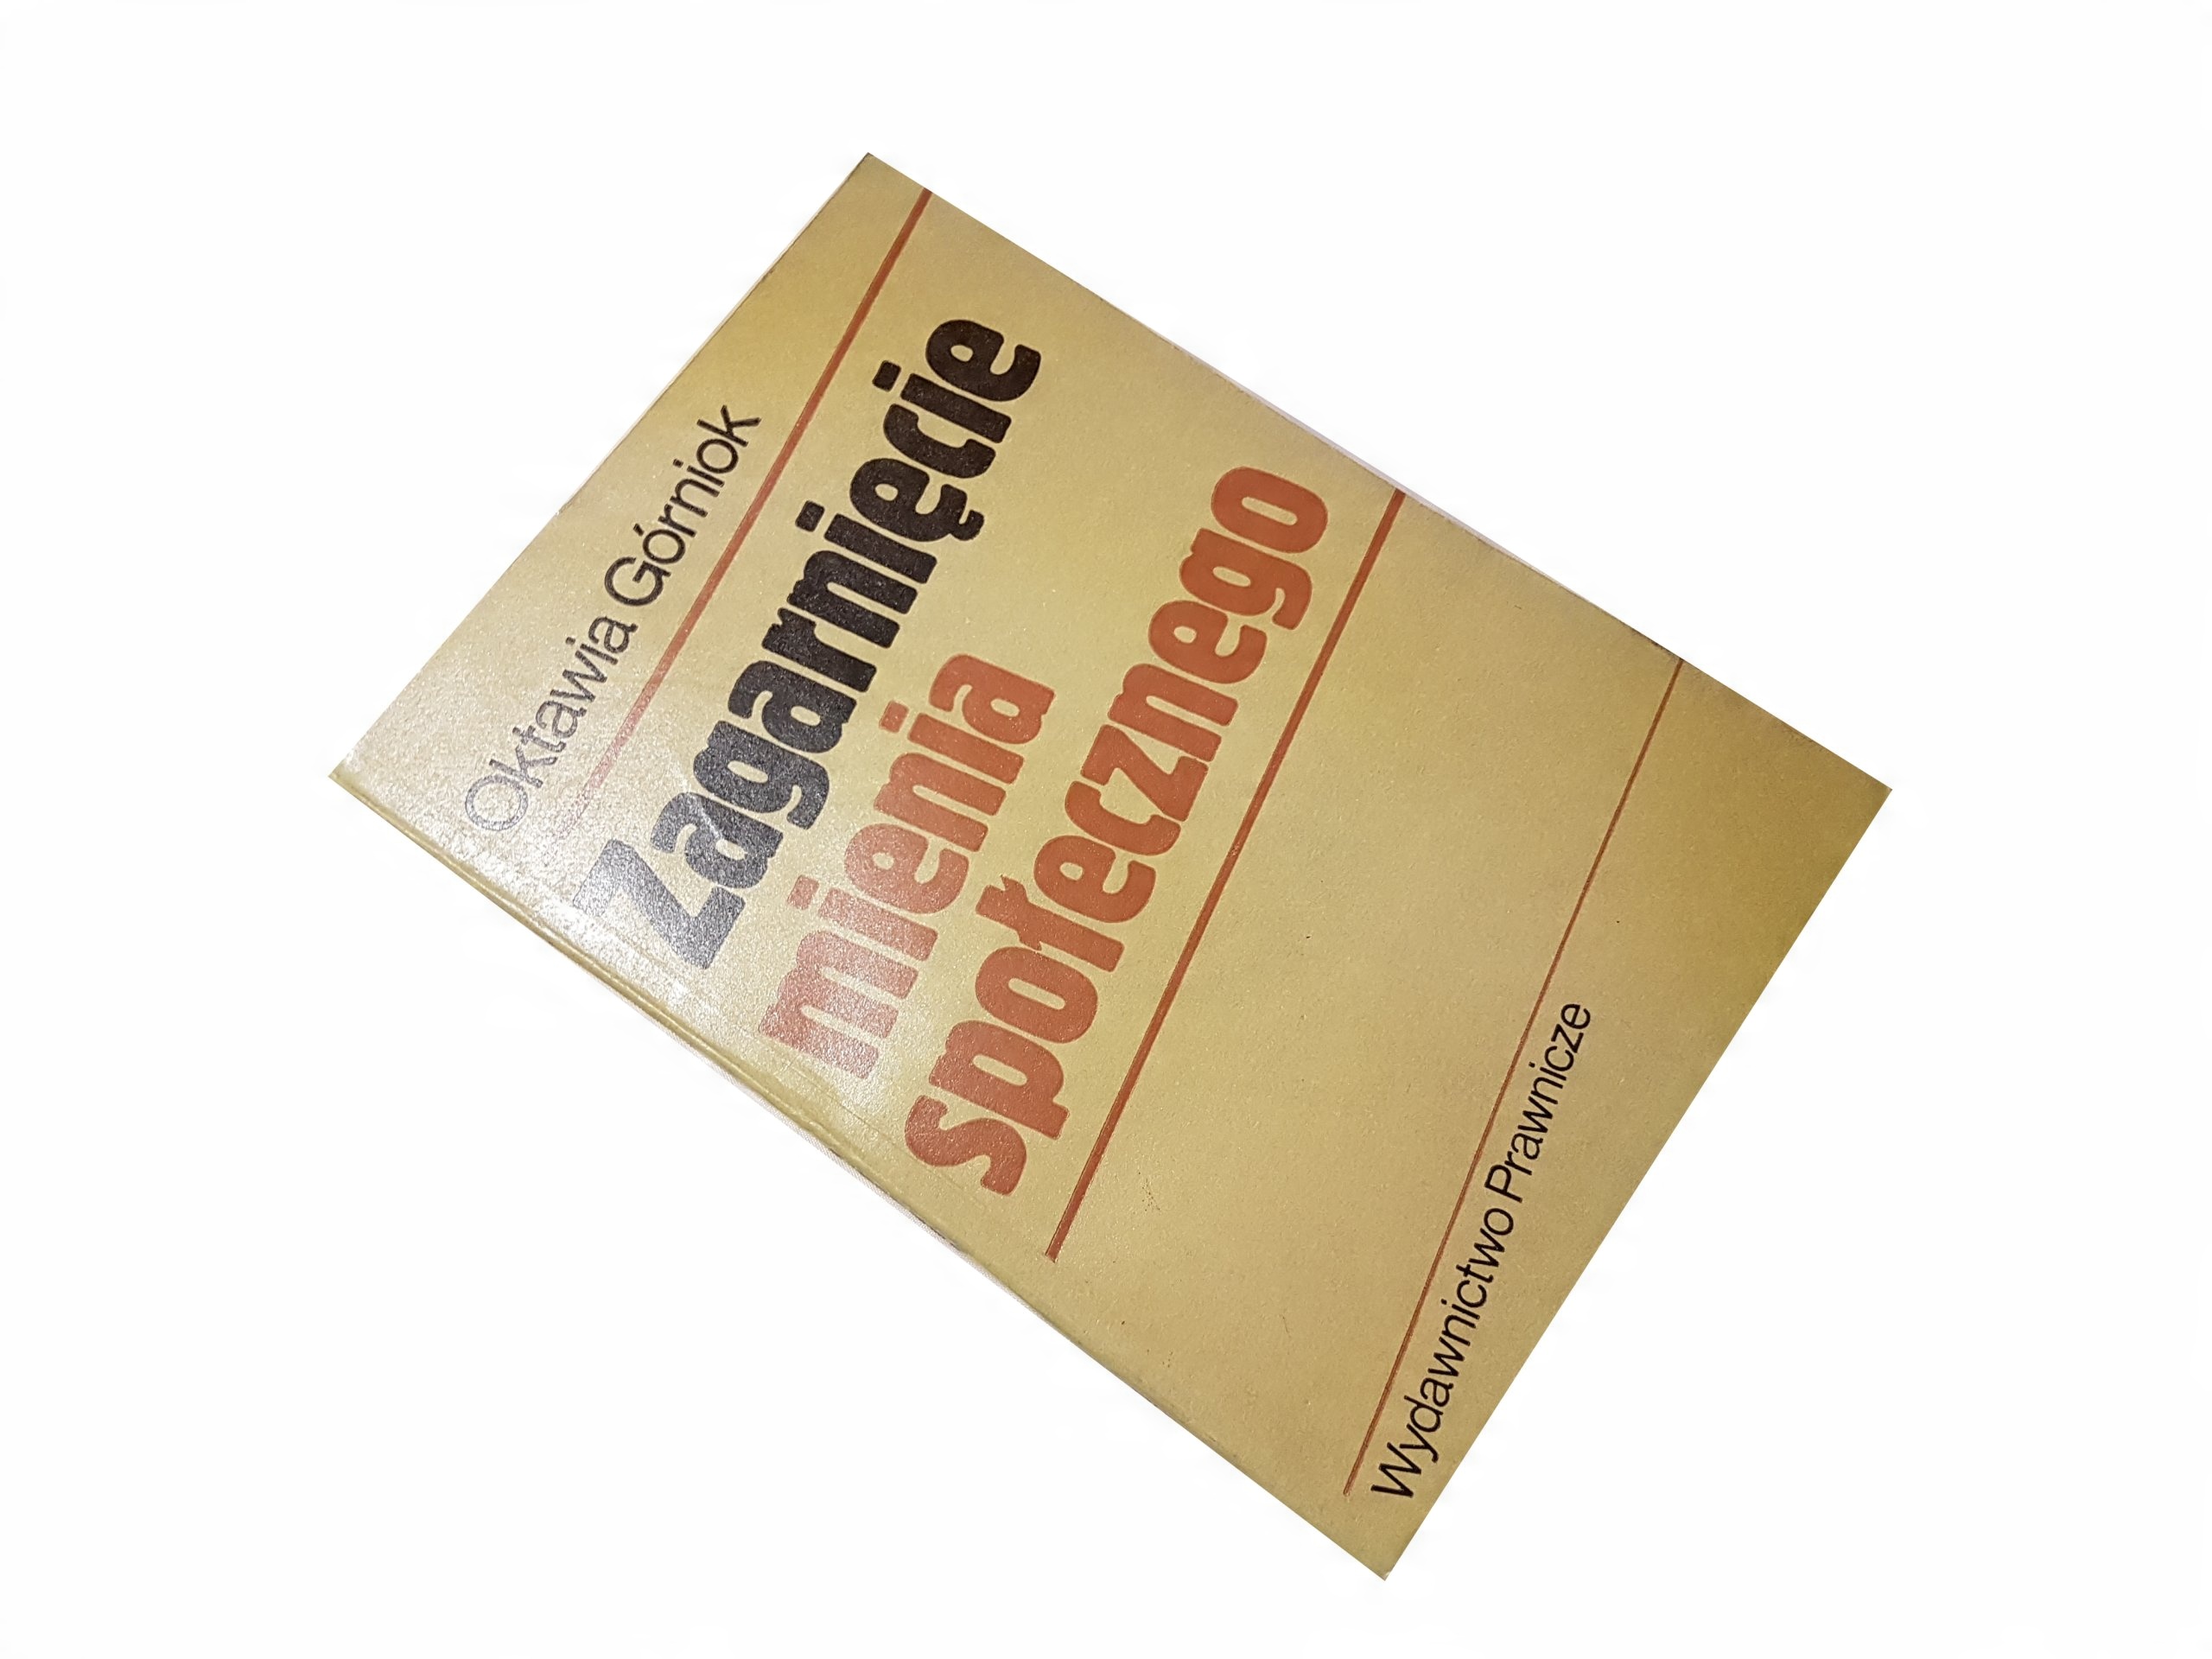 Oktawia Górniok
Zagarnięcie
mienia
społecznego
Wydawnictwo Prawnicze